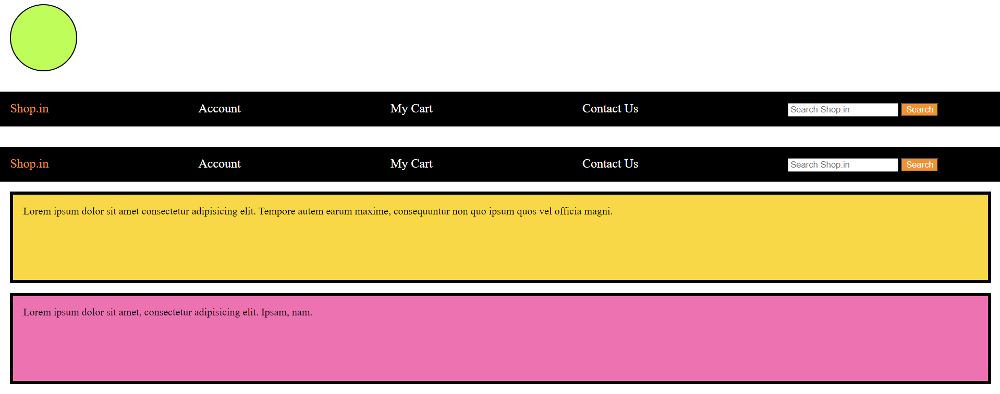 Shop.in Account My Cart Contact Us Search Shop.in Search
Shop.in Account My Cart Contact Us Search Shop.in Search
Lorem ipsum dolor sit amet consectetur adipisicing elit. Tempore autem earum maxime, consequuntur non quo ipsum quos vel officia magni.
Lorem ipsum dolor sit amet, consectetur adipisicing elit. Ipsam, nam.